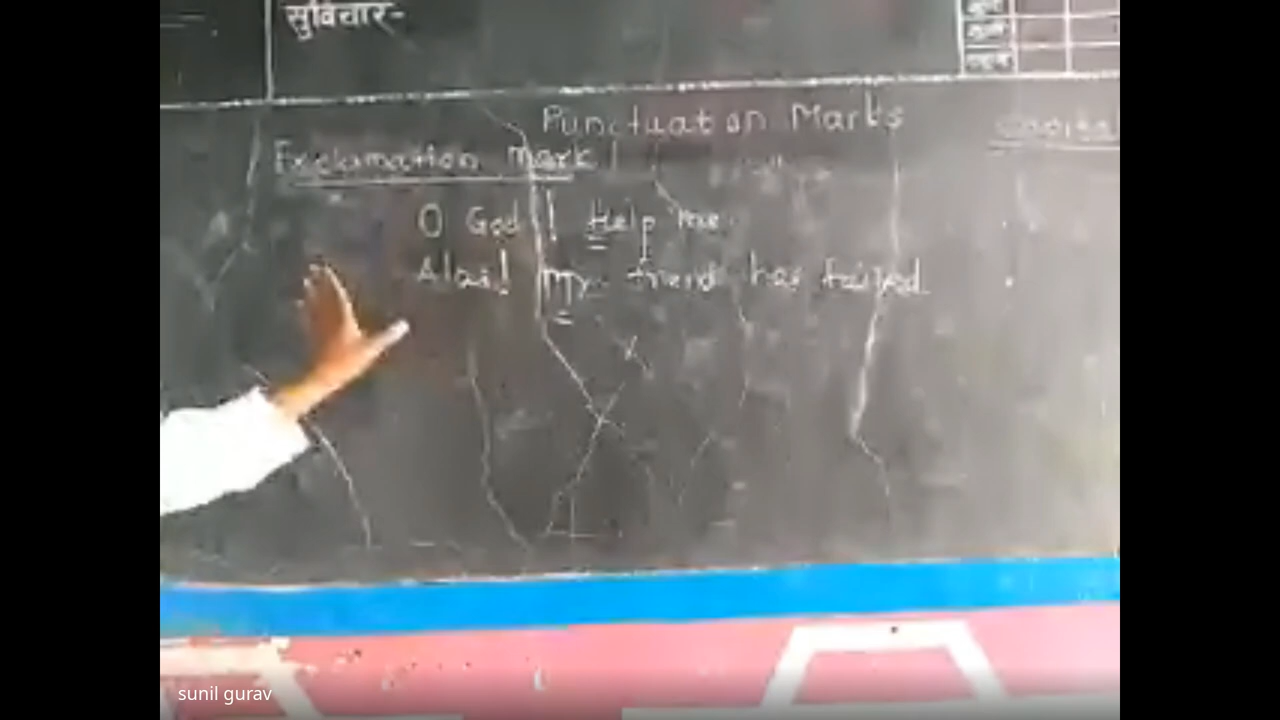 सुविचार-
Punctuation Marks
Exclamation mark !
O God ! Help me.
Alas! My friend has failed.
sunil gurav